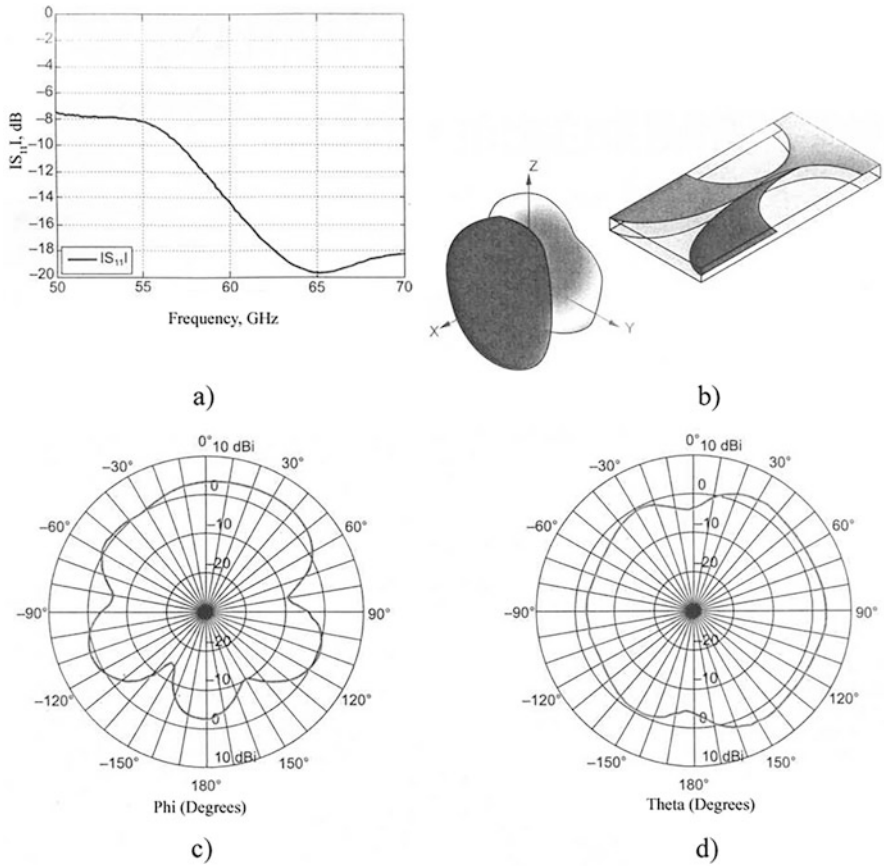 0
−2
−4
−6
−8
−10
−12
−14
−16
−18
−20
|S₁₁|, dB
|S₁₁|
50 55 60 65 70
Frequency, GHz
a)
Z
X
Y
b)
0°
10 dBi
−30° 30°
0
−60° 60°
−10
−20
−90° 90°
−20
−10
−120° 120°
0
10 dBi
−150° 150°
180°
Phi (Degrees)
c)
0°
10 dBi
−30° 30°
0
−60° 60°
−10
−20
−90° 90°
−20
−10
−120° 120°
0
10 dBi
−150° 150°
180°
Theta (Degrees)
d)